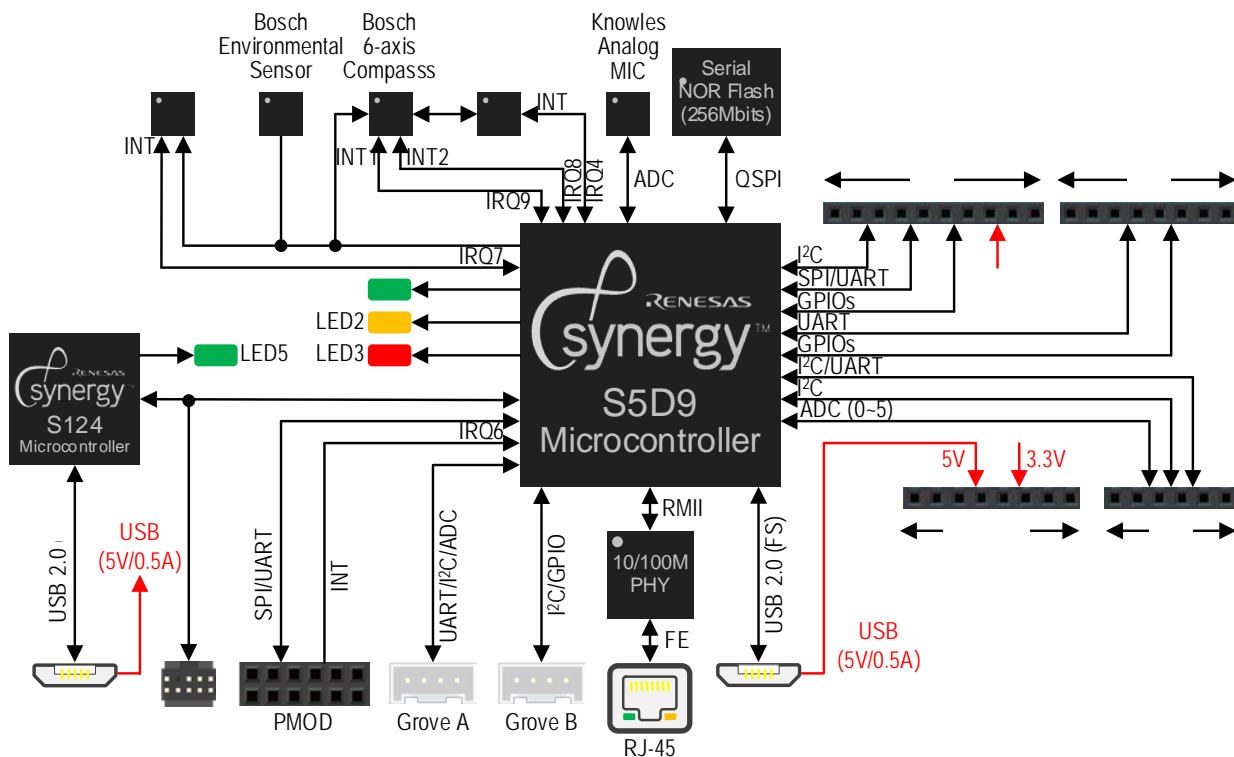 Bosch
Environmental
Sensor
Bosch
6-axis
Compasss
Knowles
Analog
MIC
Serial
NOR Flash
(256Mbits)
INT
INT
INT1
INT2
IRQ8
IRQ4
ADC
QSPI
IRQ9
IRQ7
I²C
SPI/UART
GPIOs
UART
GPIOs
I²C/UART
I²C
ADC (0~5)
RENESAS
synergy™
S5D9
Microcontroller
LED2
LED3
LED5
RENESAS
synergy™
S124
Microcontroller
IRQ6
5V
3.3V
USB 2.0
USB
(5V/0.5A)
SPI/UART
INT
UART/I²C/ADC
I²C/GPIO
RMII
10/100M
PHY
FE
USB 2.0 (FS)
USB
(5V/0.5A)
PMOD
Grove A
Grove B
RJ-45